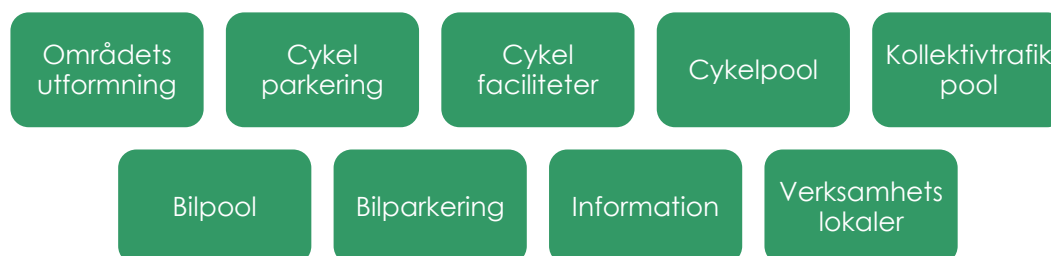 Områdets
utformning
Cykel
parkering
Cykel
faciliteter
Cykelpool
Kollektivtrafik
pool
Bilpool
Bilparkering
Information
Verksamhets
lokaler